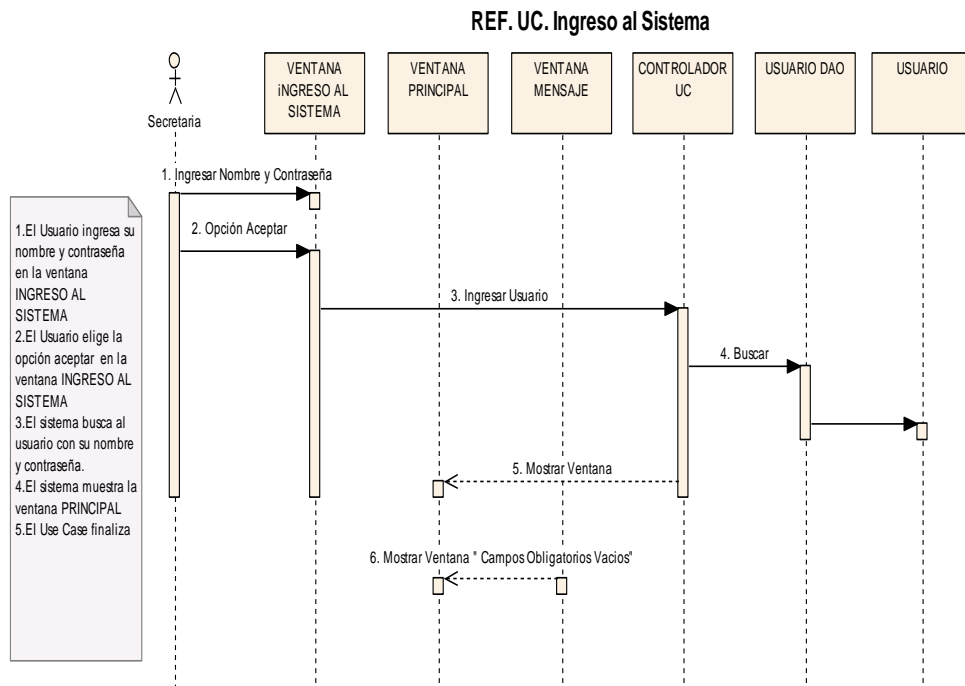 REF. UC. Ingreso al Sistema
Secretaria
VENTANA
iNGRESO AL
SISTEMA
VENTANA
PRINCIPAL
VENTANA
MENSAJE
CONTROLADOR
UC
USUARIO DAO
USUARIO
1. Ingresar Nombre y Contraseña
2. Opción Aceptar
3. Ingresar Usuario
4. Buscar
5. Mostrar Ventana
6. Mostrar Ventana " Campos Obligatorios Vacios"
1.El Usuario ingresa su
nombre y contraseña
en la ventana
INGRESO AL
SISTEMA
2.El Usuario elige la
opción aceptar en la
ventana INGRESO AL
SISTEMA
3.El sistema busca al
usuario con su nombre
y contraseña.
4.El sistema muestra la
ventana PRINCIPAL
5.El Use Case finaliza